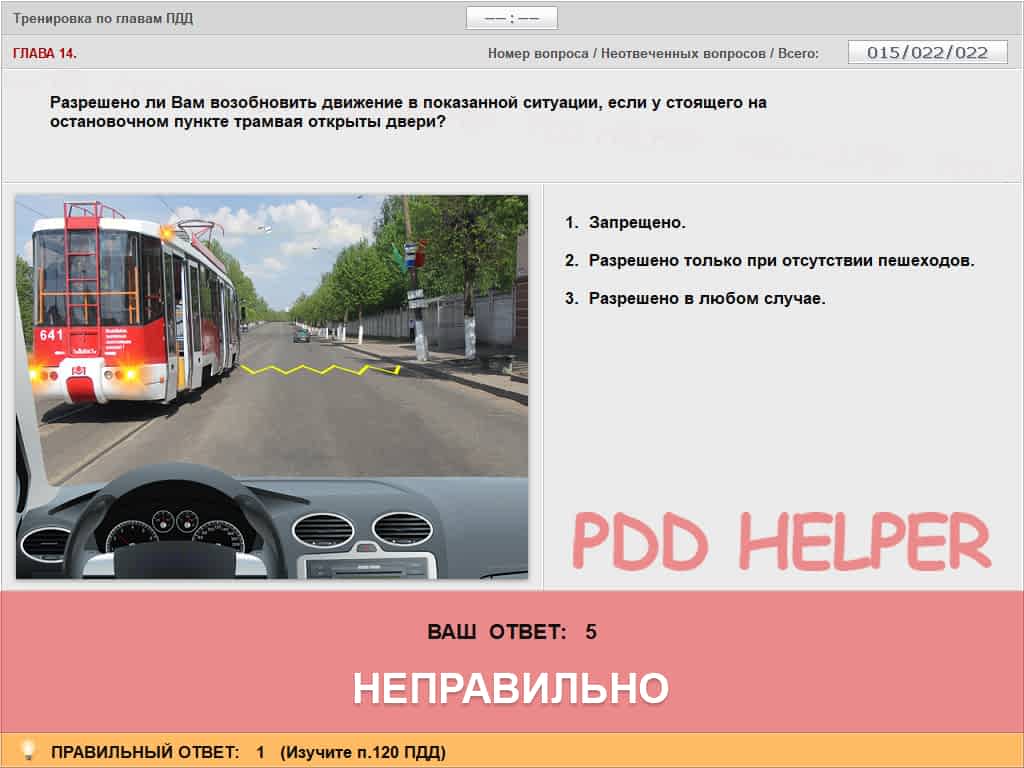 Тренировка по главам ПДД
—— : ——
ГЛАВА 14.
Номер вопроса / Неотвеченных вопросов / Всего:
015/022/022
Разрешено ли Вам возобновить движение в показанной ситуации, если у стоящего на
остановочном пункте трамвая открыты двери?
641
1. Запрещено.
2. Разрешено только при отсутствии пешеходов.
3. Разрешено в любом случае.
PDD HELPER
ВАШ ОТВЕТ: 5
НЕПРАВИЛЬНО
ПРАВИЛЬНЫЙ ОТВЕТ: 1 (Изучите п.120 ПДД)